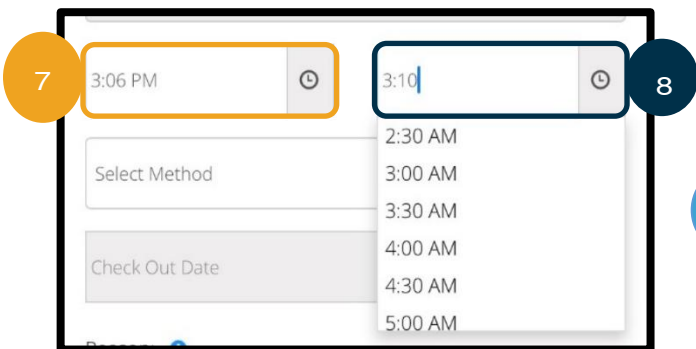 7
3:06 PM
3:10
8
2:30 AM
Select Method
3:00 AM
3:30 AM
4:00 AM
Check Out Date
4:30 AM
5:00 AM